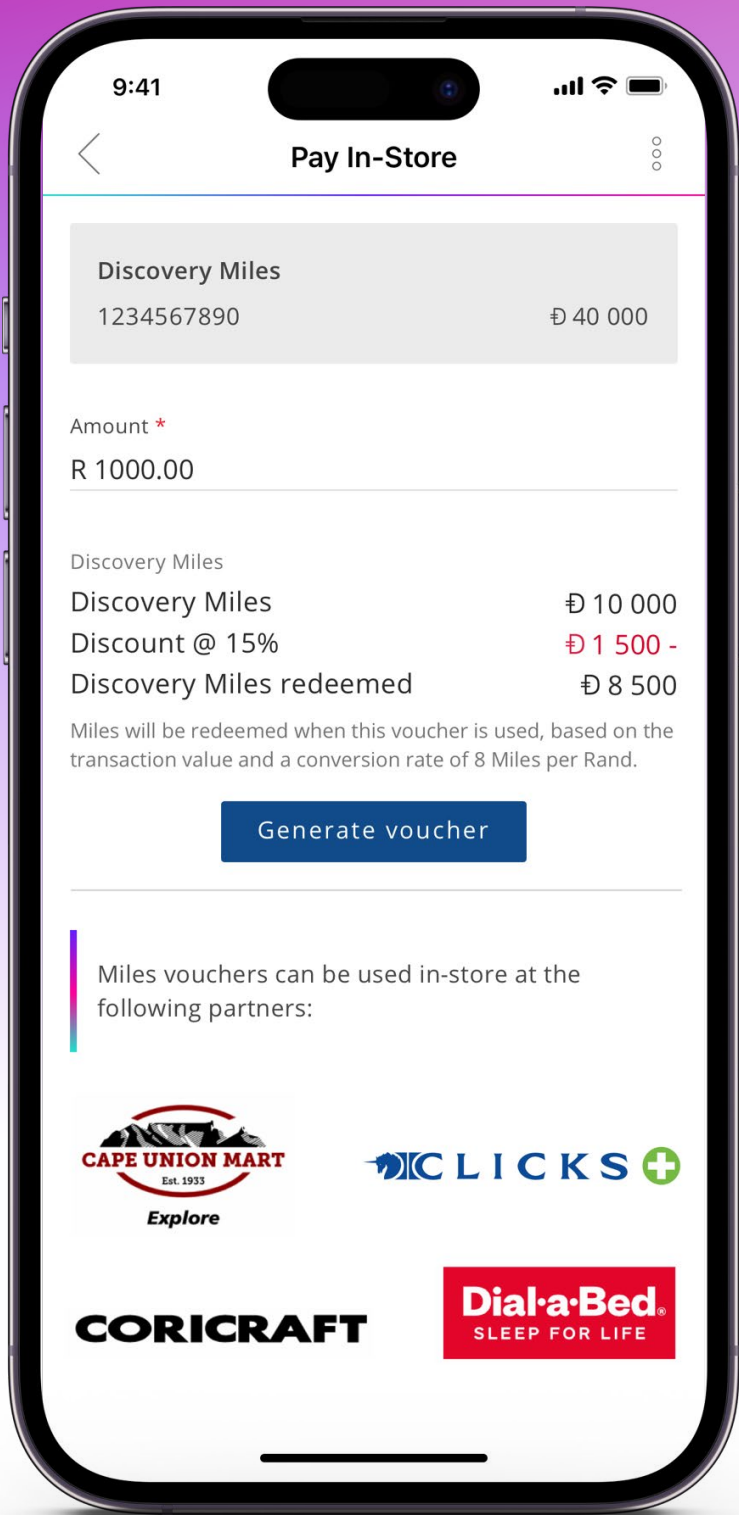 9:41
Pay In-Store
Discovery Miles
1234567890 Đ 40 000
Amount *
R 1000.00
Discovery Miles
Discovery Miles Đ 10 000
Discount @ 15% Đ 1 500 -
Discovery Miles redeemed Đ 8 500
Miles will be redeemed when this voucher is used, based on the
transaction value and a conversion rate of 8 Miles per Rand.
Generate voucher
Miles vouchers can be used in-store at the
following partners:
CAPE UNION MART
Est. 1933
Explore
CLICKS
CORICRAFT
Dial·a·Bed®
SLEEP FOR LIFE